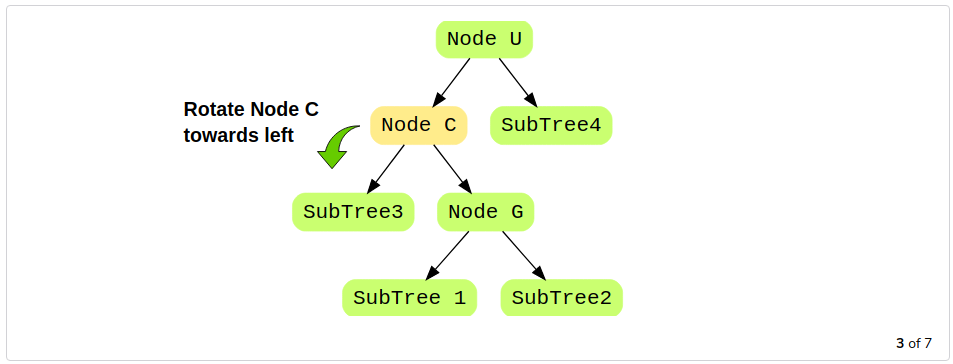 Node U
Rotate Node C
towards left
Node C
SubTree4
SubTree3
Node G
SubTree 1
SubTree2
3 of 7